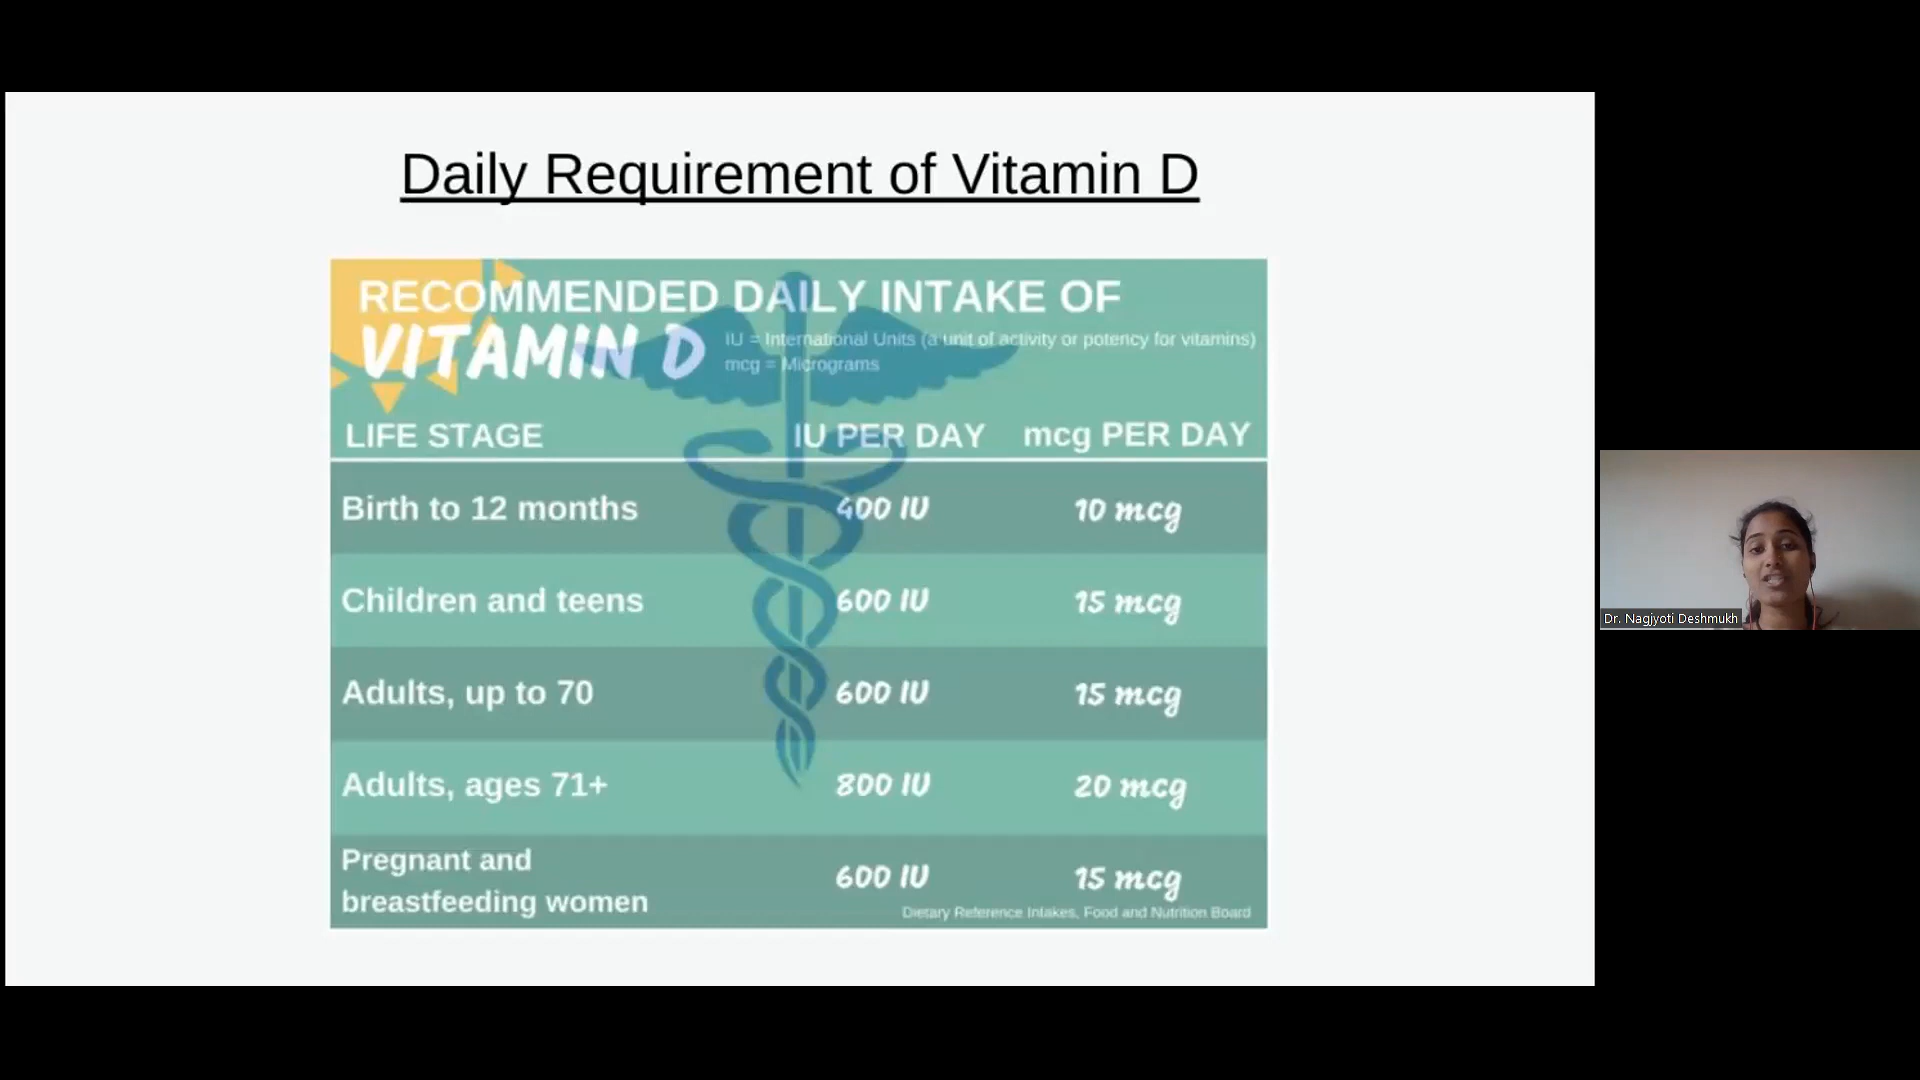 Daily Requirement of Vitamin D
RECOMMENDED DAILY INTAKE OF
VITAMIN D
IU = International Units (a unit of activity or potency for vitamins)
mcg = Micrograms
LIFE STAGE IU PER DAY mcg PER DAY
Birth to 12 months 400 IU 10 mcg
Children and teens 600 IU 15 mcg
Adults, up to 70 600 IU 15 mcg
Adults, ages 71+ 800 IU 20 mcg
Pregnant and
breastfeeding women 600 IU 15 mcg
Dietary Reference Intakes, Food and Nutrition Board
Dr. Nagjyoti Deshmukh